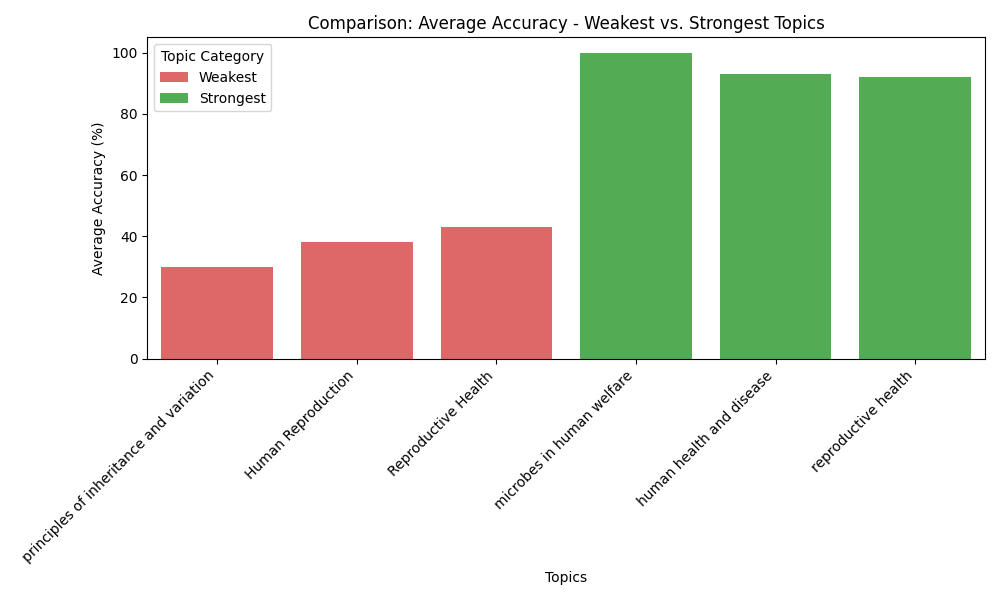 Comparison: Average Accuracy - Weakest vs. Strongest Topics
Topic Category
Weakest
Strongest
Average Accuracy (%)
100
80
60
40
20
0
principles of inheritance and variation
Human Reproduction
Reproductive Health
microbes in human welfare
human health and disease
reproductive health
Topics